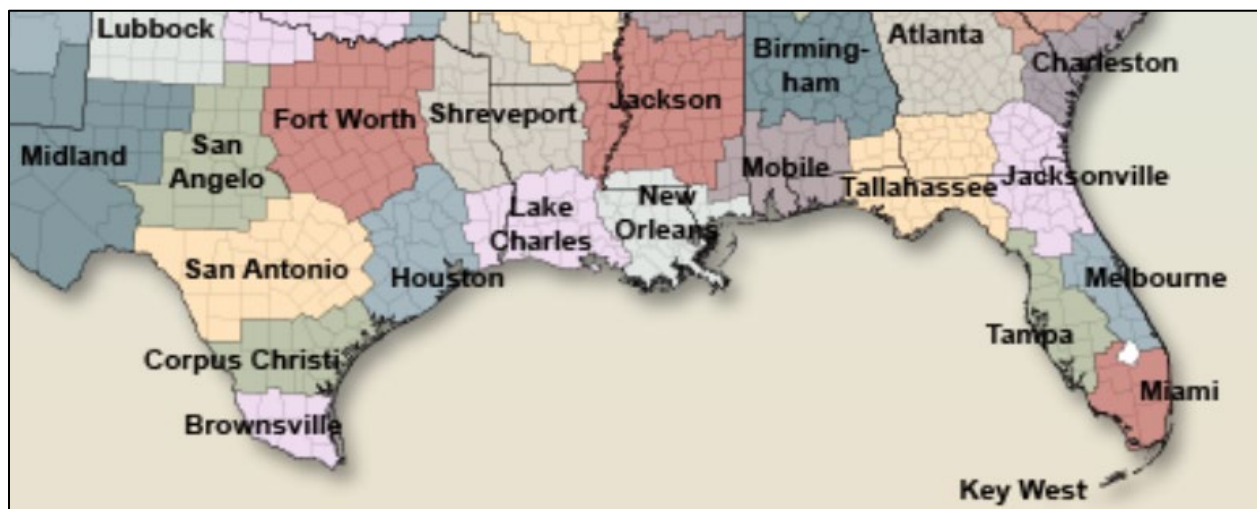 Lubbock
Birming-
ham
Atlanta
Charleston
Fort Worth
Shreveport
Jackson
Midland
San
Angelo
Mobile
Tallahassee
Jacksonville
Lake
Charles
New
Orleans
San Antonio
Houston
Melbourne
Tampa
Corpus Christi
Miami
Brownsville
Key West